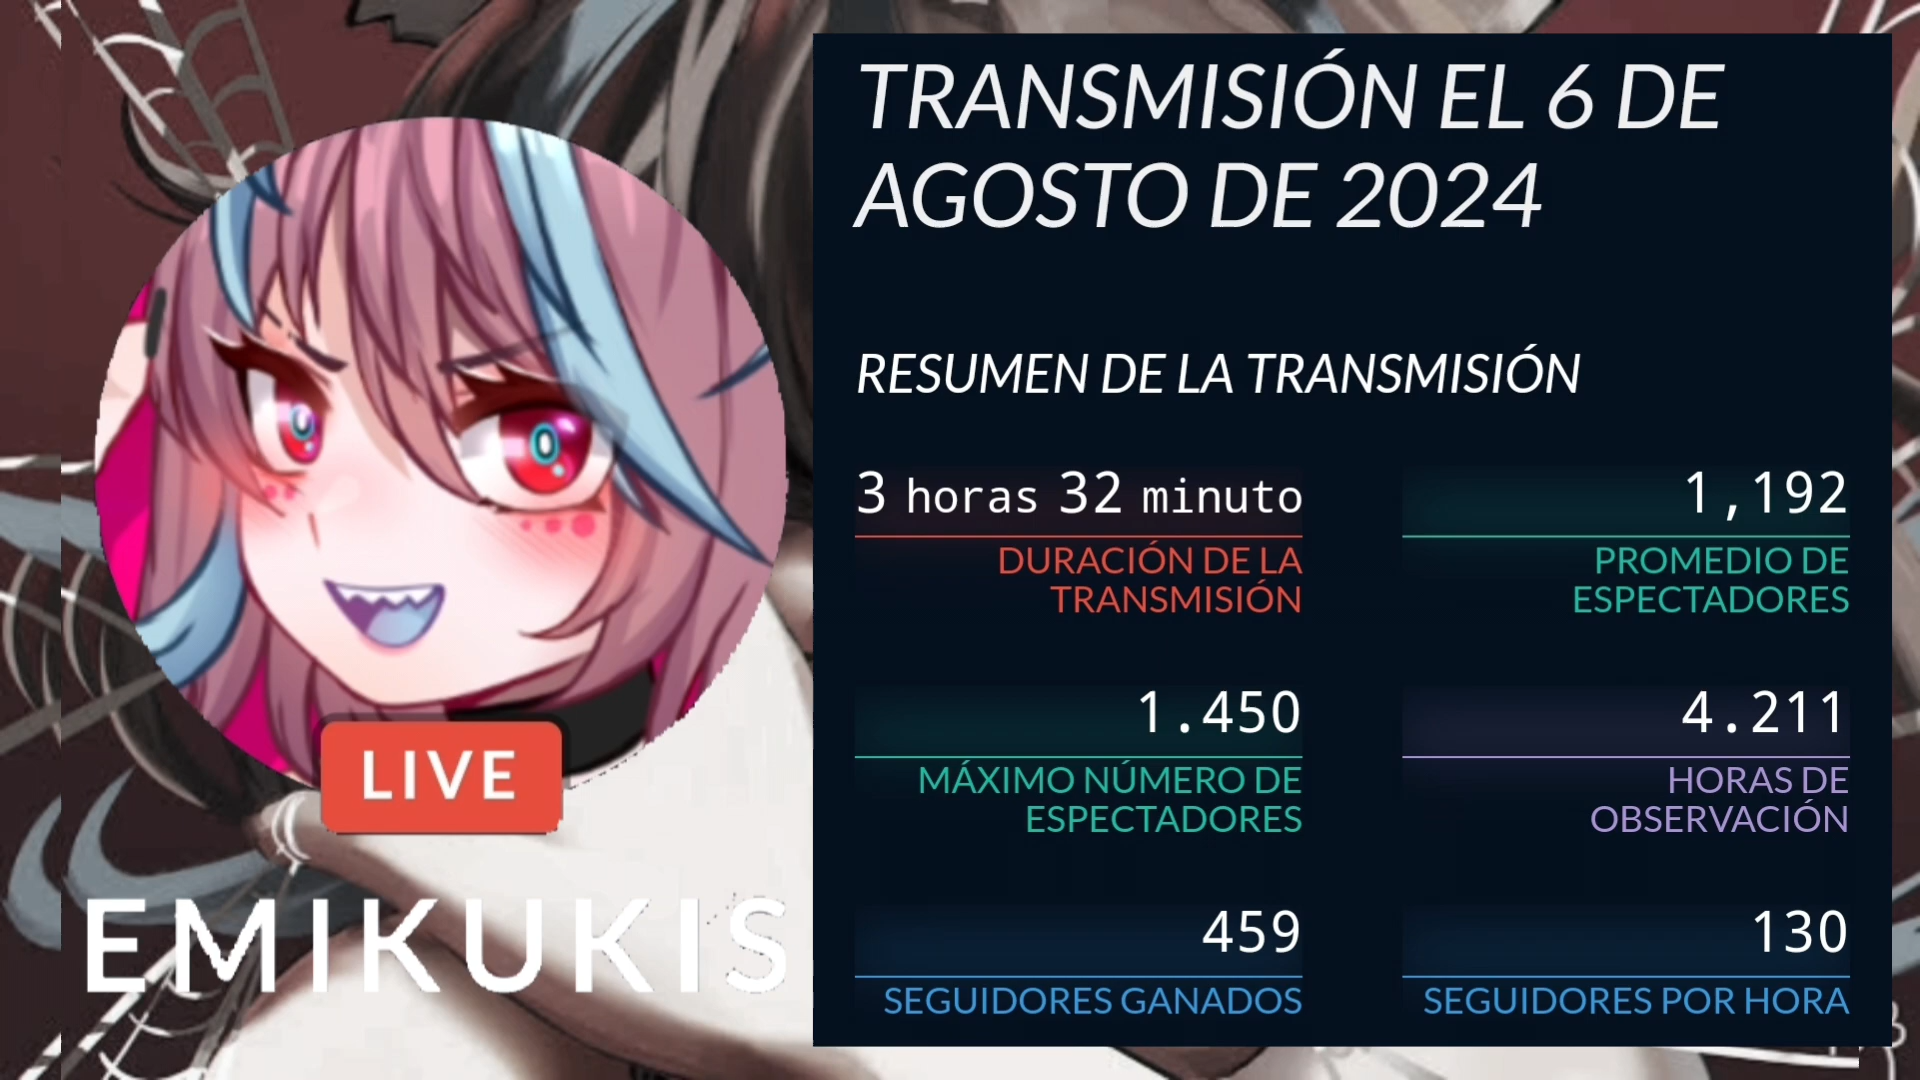 TRANSMISIÓN EL 6 DE
AGOSTO DE 2024
RESUMEN DE LA TRANSMISIÓN
3 horas 32 minuto
DURACIÓN DE LA
TRANSMISIÓN
1,192
PROMEDIO DE
ESPECTADORES
1.450
MÁXIMO NÚMERO DE
ESPECTADORES
4.211
HORAS DE
OBSERVACIÓN
459
SEGUIDORES GANADOS
130
SEGUIDORES POR HORA
LIVE
EMIKUKIS